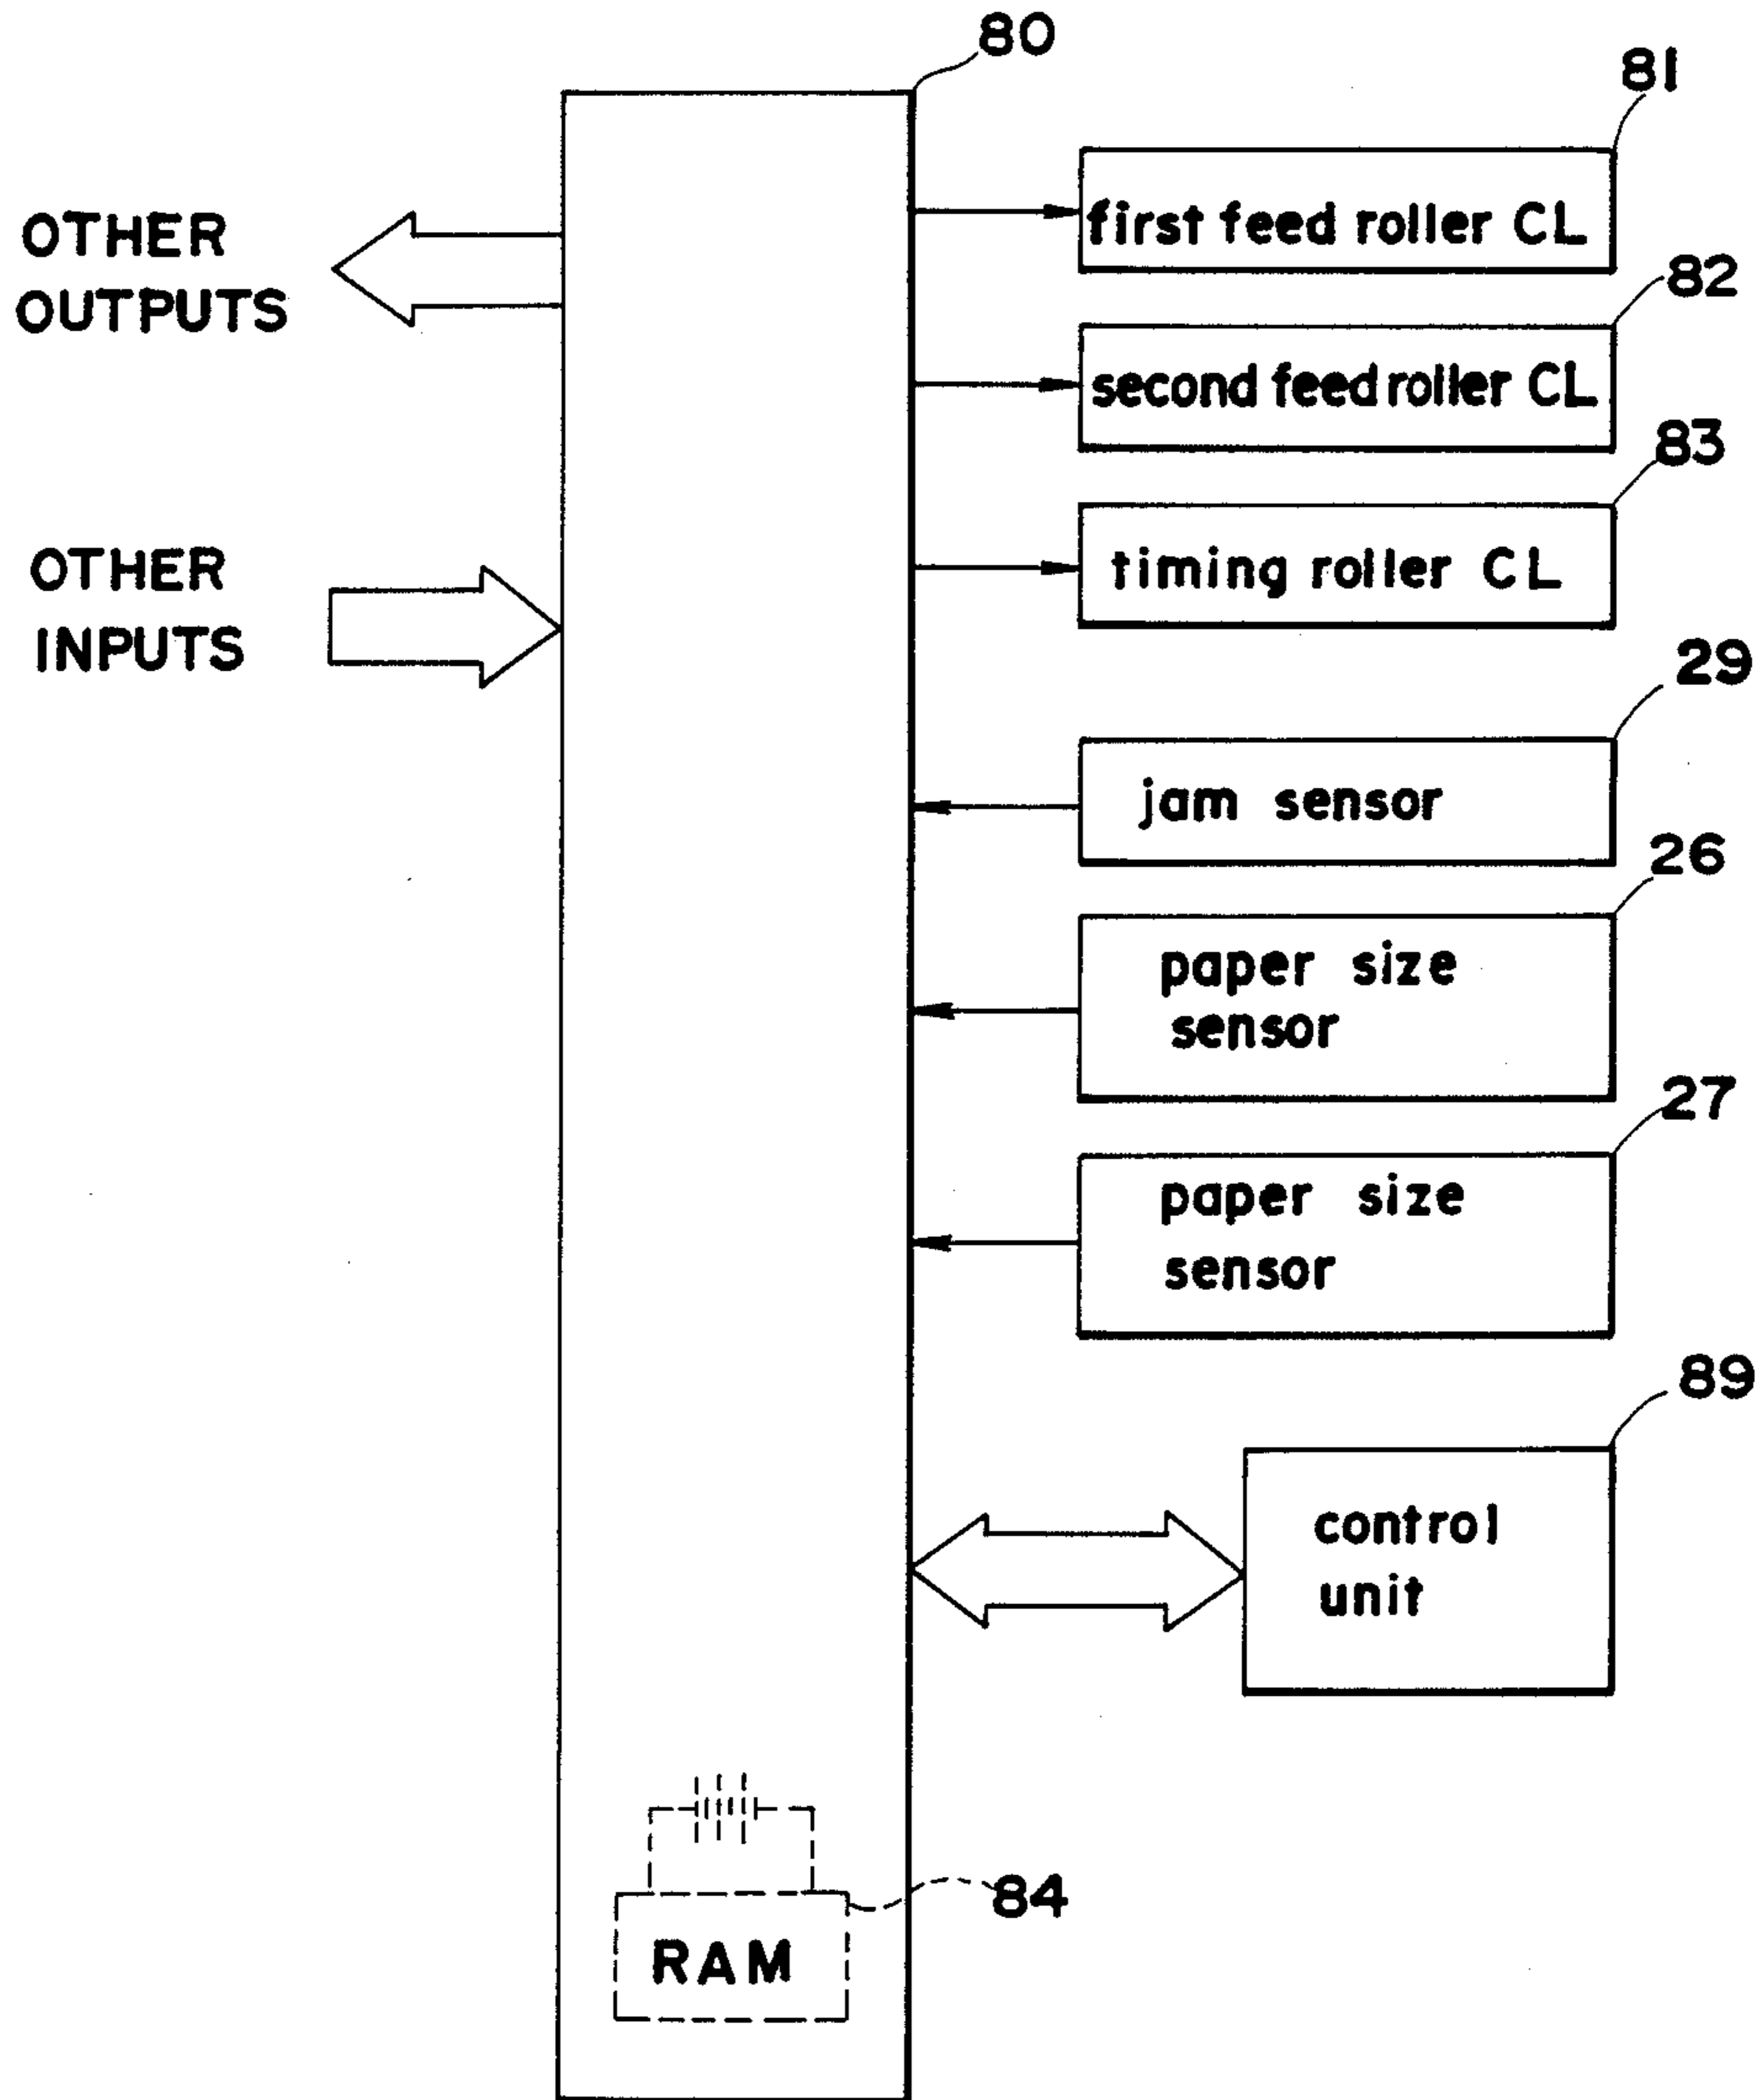 80
81
first feed roller CL
82
second feed roller CL
83
timing roller CL
OTHER
OUTPUTS
OTHER
INPUTS
29
jam sensor
26
paper size
sensor
27
paper size
sensor
89
control
unit
84
RAM